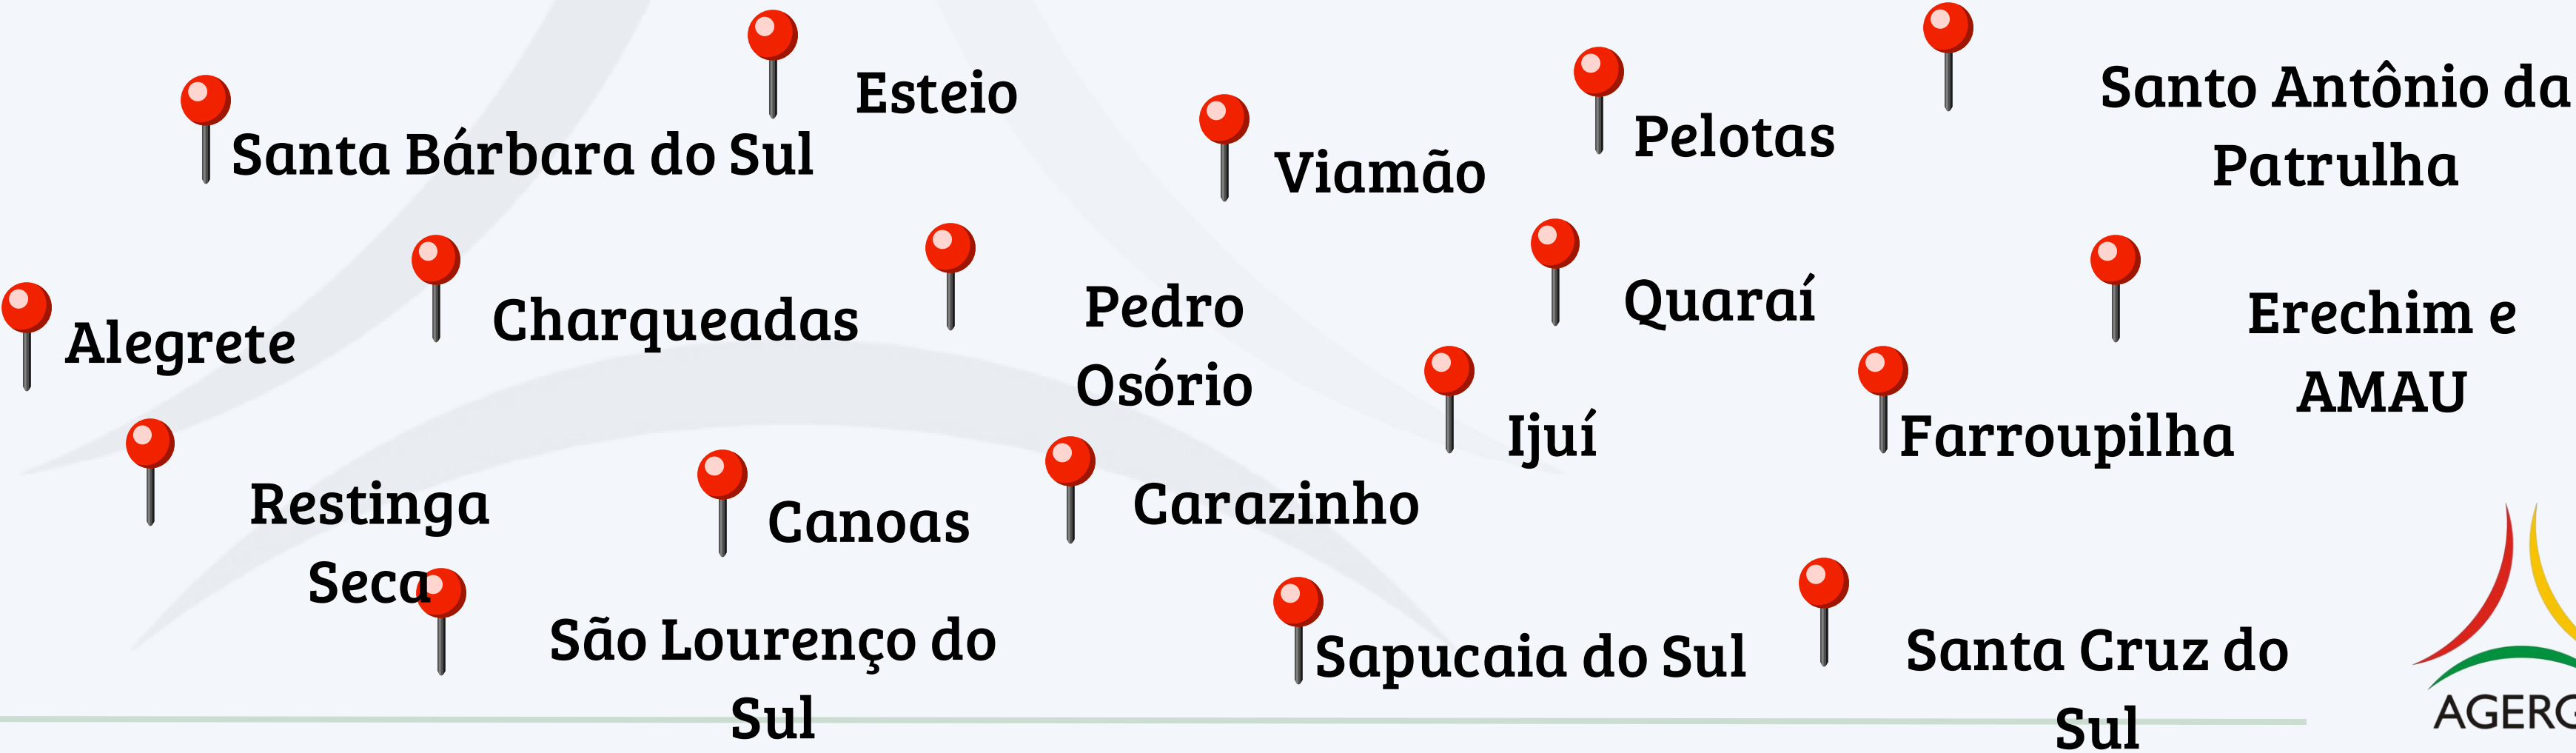 Esteio
Santo Antônio da
Patrulha
Santa Bárbara do Sul
Viamão
Pelotas
Alegrete
Charqueadas
Pedro
Osório
Quaraí
Erechim e
AMAU
Restinga
Seca
Canoas
Carazinho
Ijuí
Farroupilha
São Lourenço do
Sul
Sapucaia do Sul
Santa Cruz do
Sul